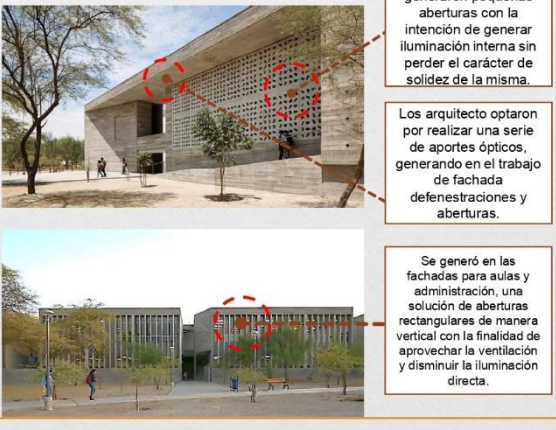 generaron pequeñas
aberturas con la
intención de generar
iluminación interna sin
perder el carácter de
solidez de la misma.
Los arquitecto optaron
por realizar una serie
de aportes ópticos,
generando en el trabajo
de fachada
defenestraciones y
aberturas.
Se generó en las
fachadas para aulas y
administración, una
solución de aberturas
rectangulares de manera
vertical con la finalidad de
aprovechar la ventilación
y disminuir la iluminación
directa.